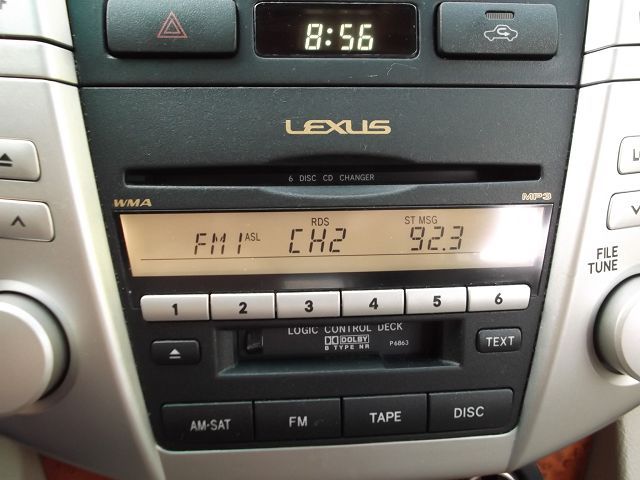 8:56
LEXUS
6 DISC CD CHANGER
WMA MP3
RDS ST MSG
FM1 ASL CH2 92.3
FILE TUNE
1 2 3 4 5 6
LOGIC CONTROL DECK
DOLBY
B TYPE NR
P6863
TEXT
AM·SAT FM TAPE DISC